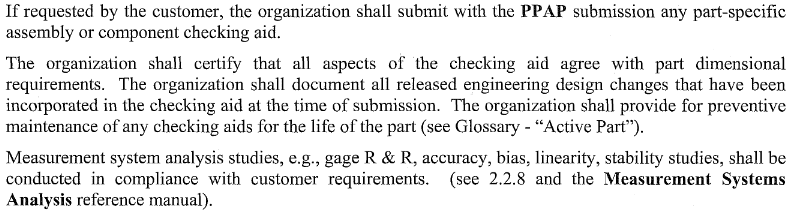 If requested by the customer, the organization shall submit with the PPAP submission any part-specific
assembly or component checking aid.
The organization shall certify that all aspects of the checking aid agree with part dimensional
requirements. The organization shall document all released engineering design changes that have been
incorporated in the checking aid at the time of submission. The organization shall provide for preventive
maintenance of any checking aids for the life of the part (see Glossary - “Active Part”).
Measurement system analysis studies, e.g., gage R & R, accuracy, bias, linearity, stability studies, shall be
conducted in compliance with customer requirements. (see 2.2.8 and the Measurement Systems
Analysis reference manual).